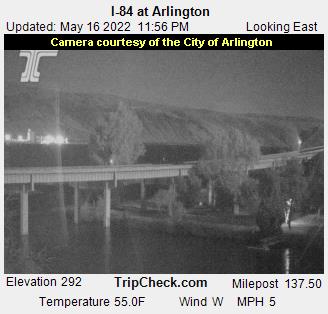 I-84 at Arlington
Updated: May 16 2022 11:56 PM Looking East
Camera courtesy of the City of Arlington
Elevation 292 TripCheck.com Milepost 137.50
Temperature 55.0F Wind W MPH 5